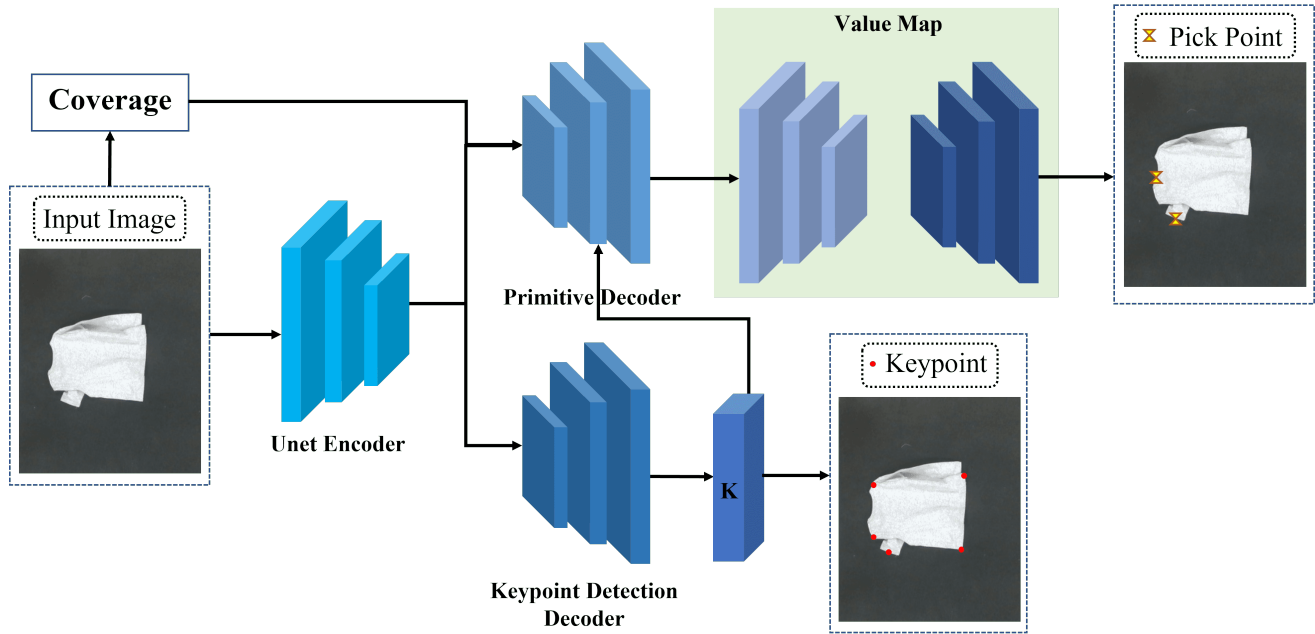 Value Map
Pick Point
Coverage
Input Image
Primitive Decoder
Keypoint
Unet Encoder
K
Keypoint Detection
Decoder